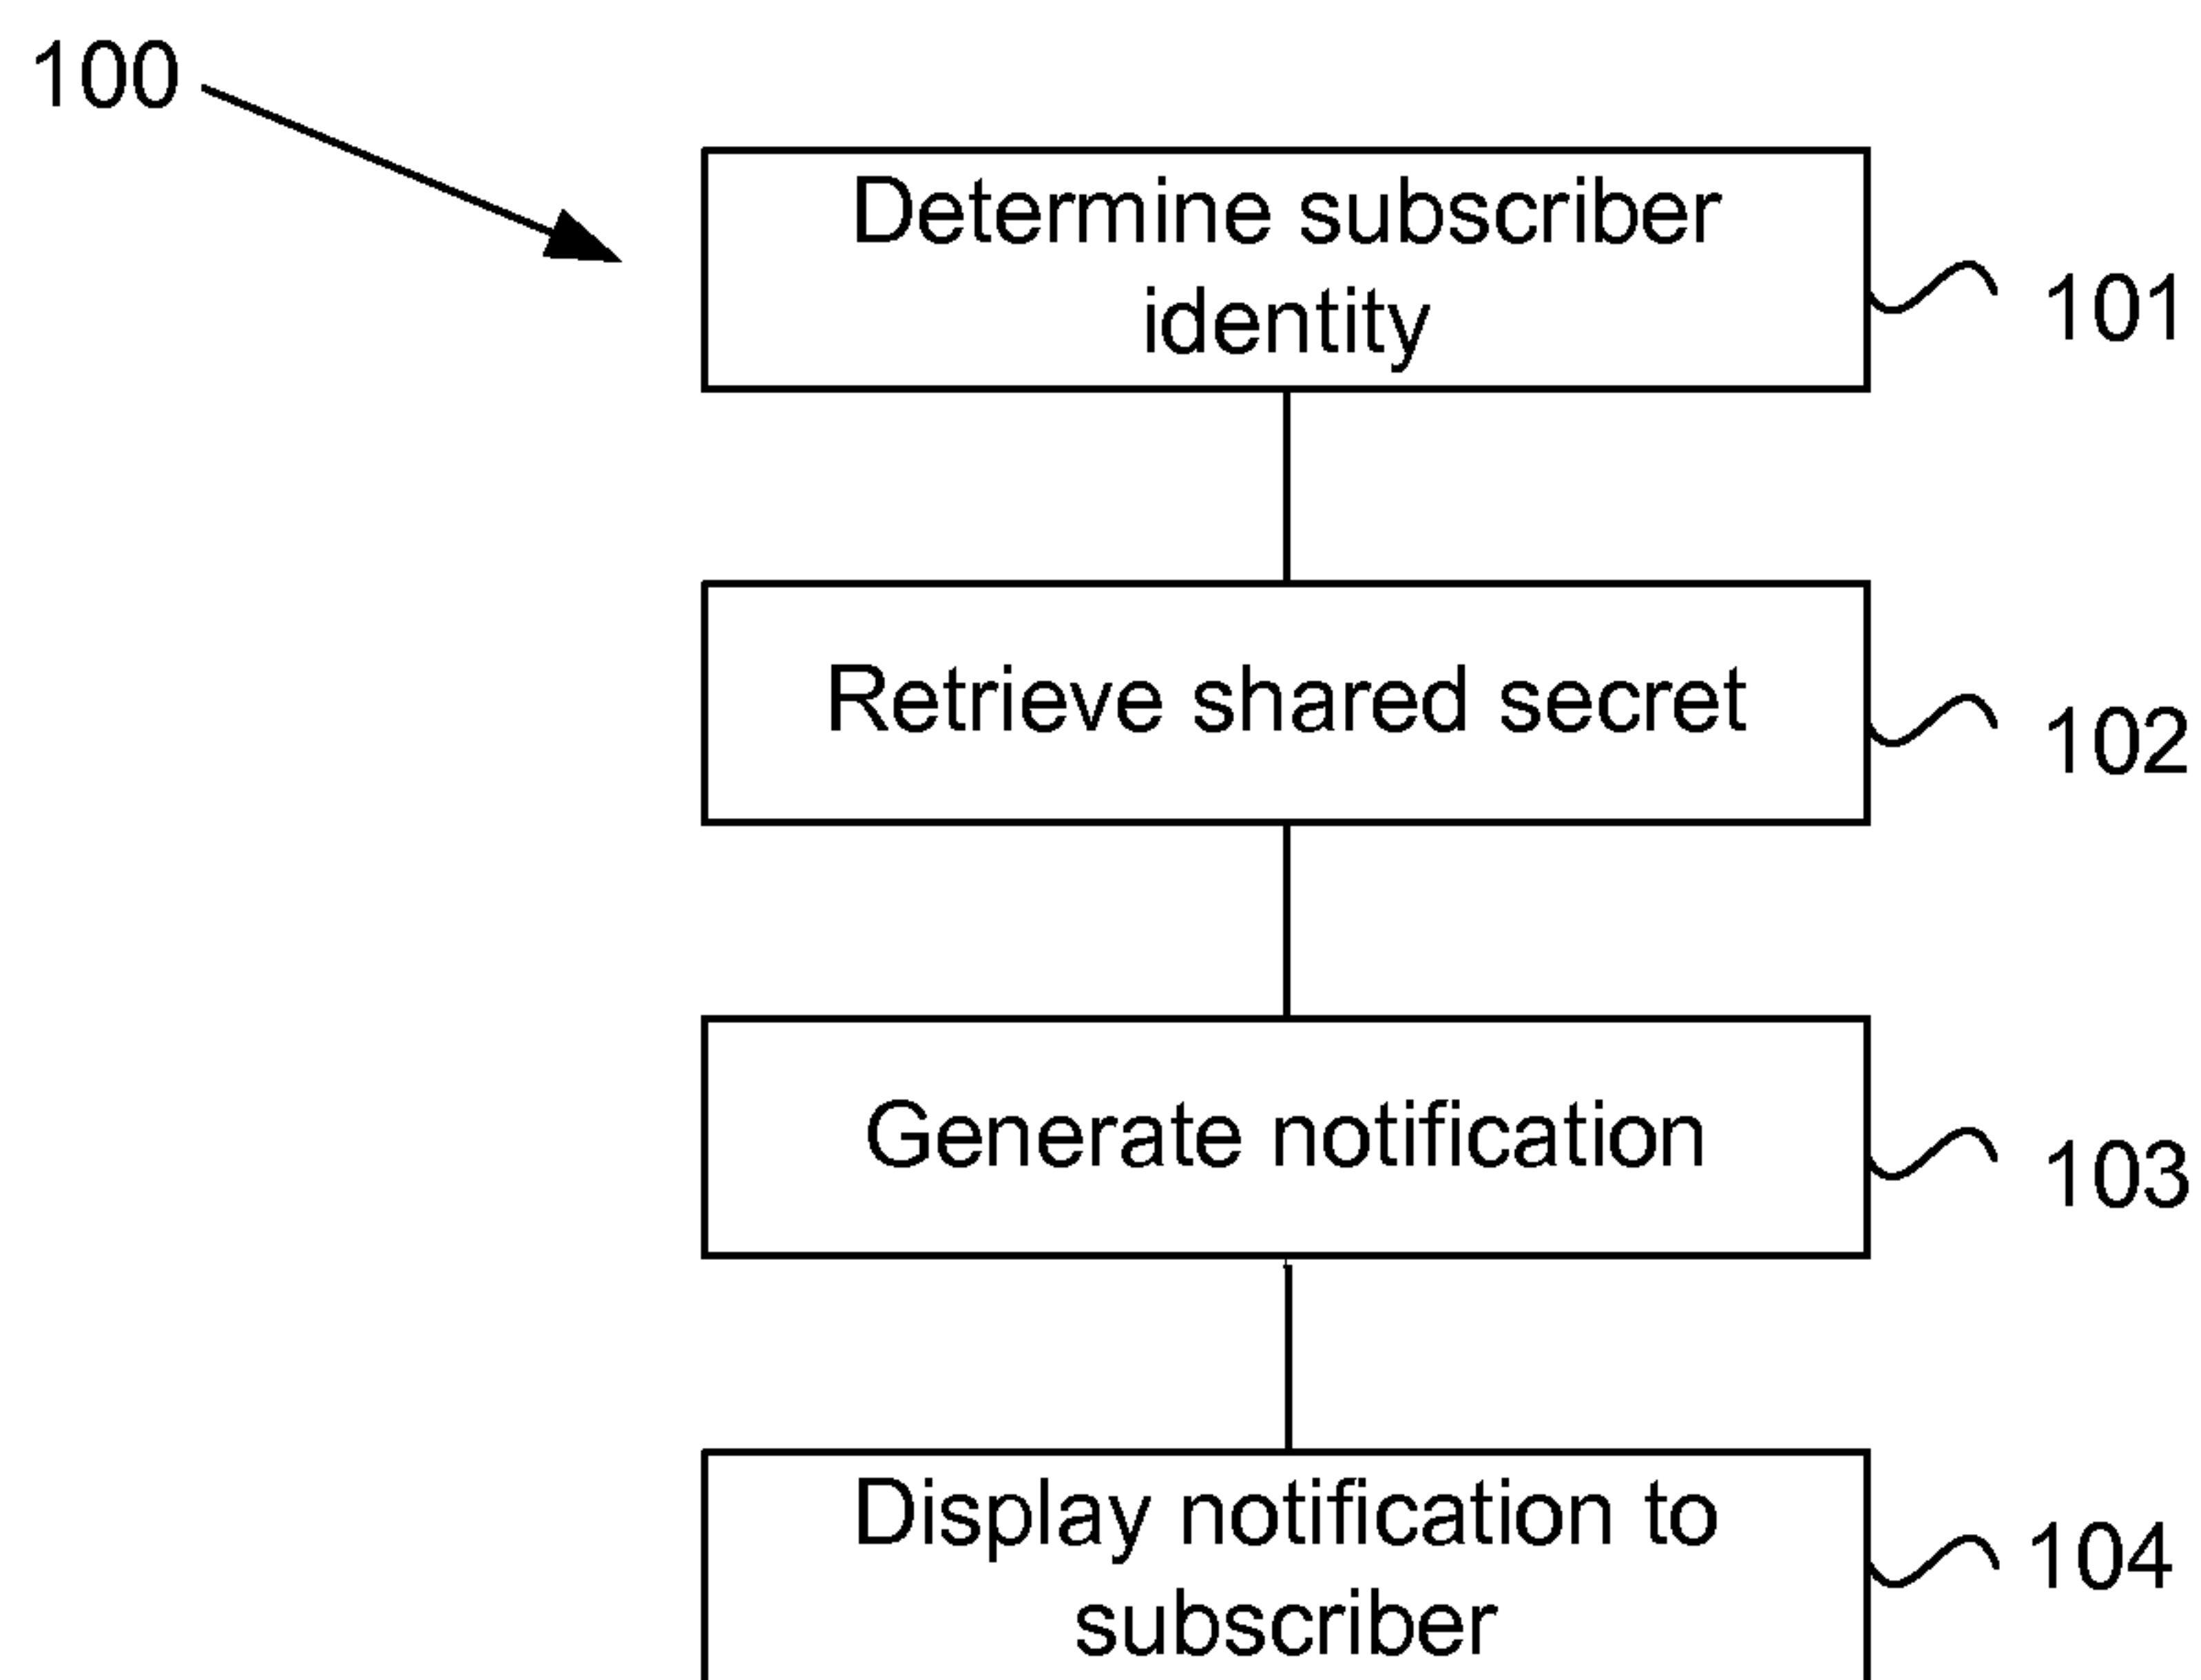 100
Determine subscriber
identity
101
Retrieve shared secret
102
Generate notification
103
Display notification to
subscriber
104